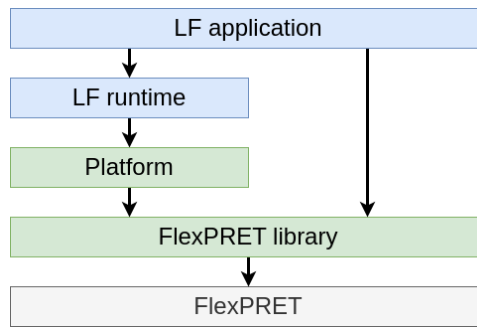 LF application
LF runtime
Platform
FlexPRET library
FlexPRET